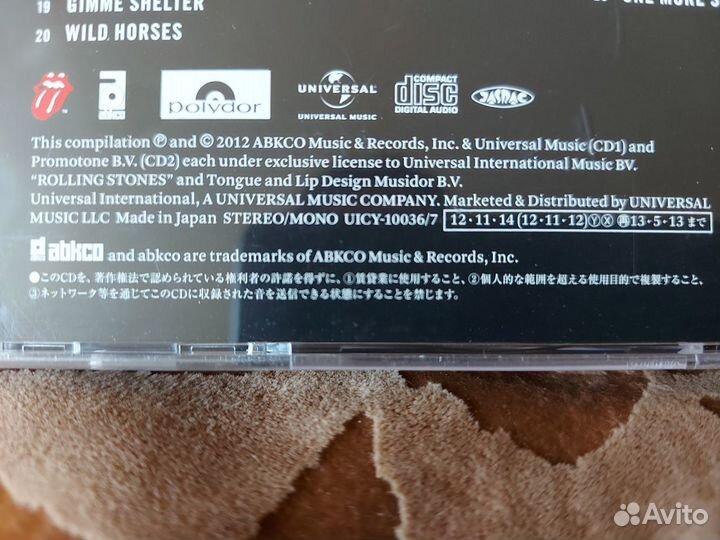 19 GIMME SHELTER
20 WILD HORSES
ONE MORE S
abkco
polydor
UNIVERSAL
UNIVERSAL MUSIC
COMPACT
disc
DIGITAL AUDIO
JASRAC
This compilation ℗ and © 2012 ABKCO Music & Records, Inc. & Universal Music (CD1) and
Promotone B.V. (CD2) each under exclusive license to Universal International Music BV.
“ROLLING STONES” and Tongue and Lip Design Musidor B.V.
Universal International, A UNIVERSAL MUSIC COMPANY. Marketed & Distributed by UNIVERSAL
MUSIC LLC Made in Japan STEREO/MONO UICY-10036/7 12・11・14 (12・11・12)ⓎⓍ ㊢13・5・13 まで
abkco and abkco are trademarks of ABKCO Music & Records, Inc.
●このCDを、著作権法で認められている権利者の許諾を得ずに、①賃貸業に使用すること、②個人的な範囲を超える使用目的で複製すること、
③ネットワーク等を通じてこのCDに収録された音を送信できる状態にすることを禁じます。
Avito